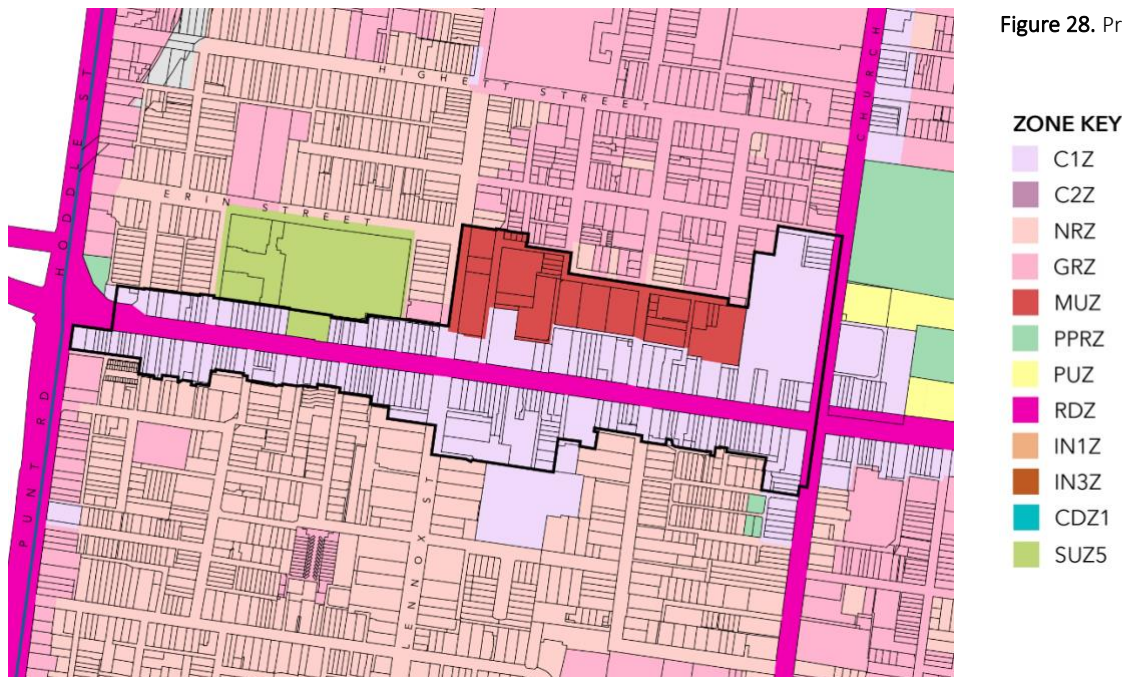 Figure 28. Pr
HIGHETT STREET
CHURCH
HODDLE ST
ERIN STREET
PUNT RD
LENNOX ST
ZONE KEY
C1Z
C2Z
NRZ
GRZ
MUZ
PPRZ
PUZ
RDZ
IN1Z
IN3Z
CDZ1
SUZ5